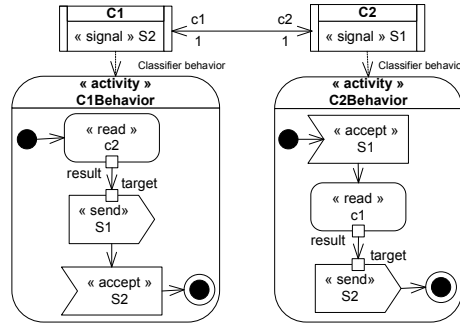 C1
« signal » S2
c1
c2
1
1
C2
« signal » S1
Classifier behavior
Classifier behavior
« activity »
C1Behavior
« read »
c2
result
target
« send»
S1
« accept »
S2
« activity »
C2Behavior
« accept »
S1
« read »
c1
result
target
« send»
S2